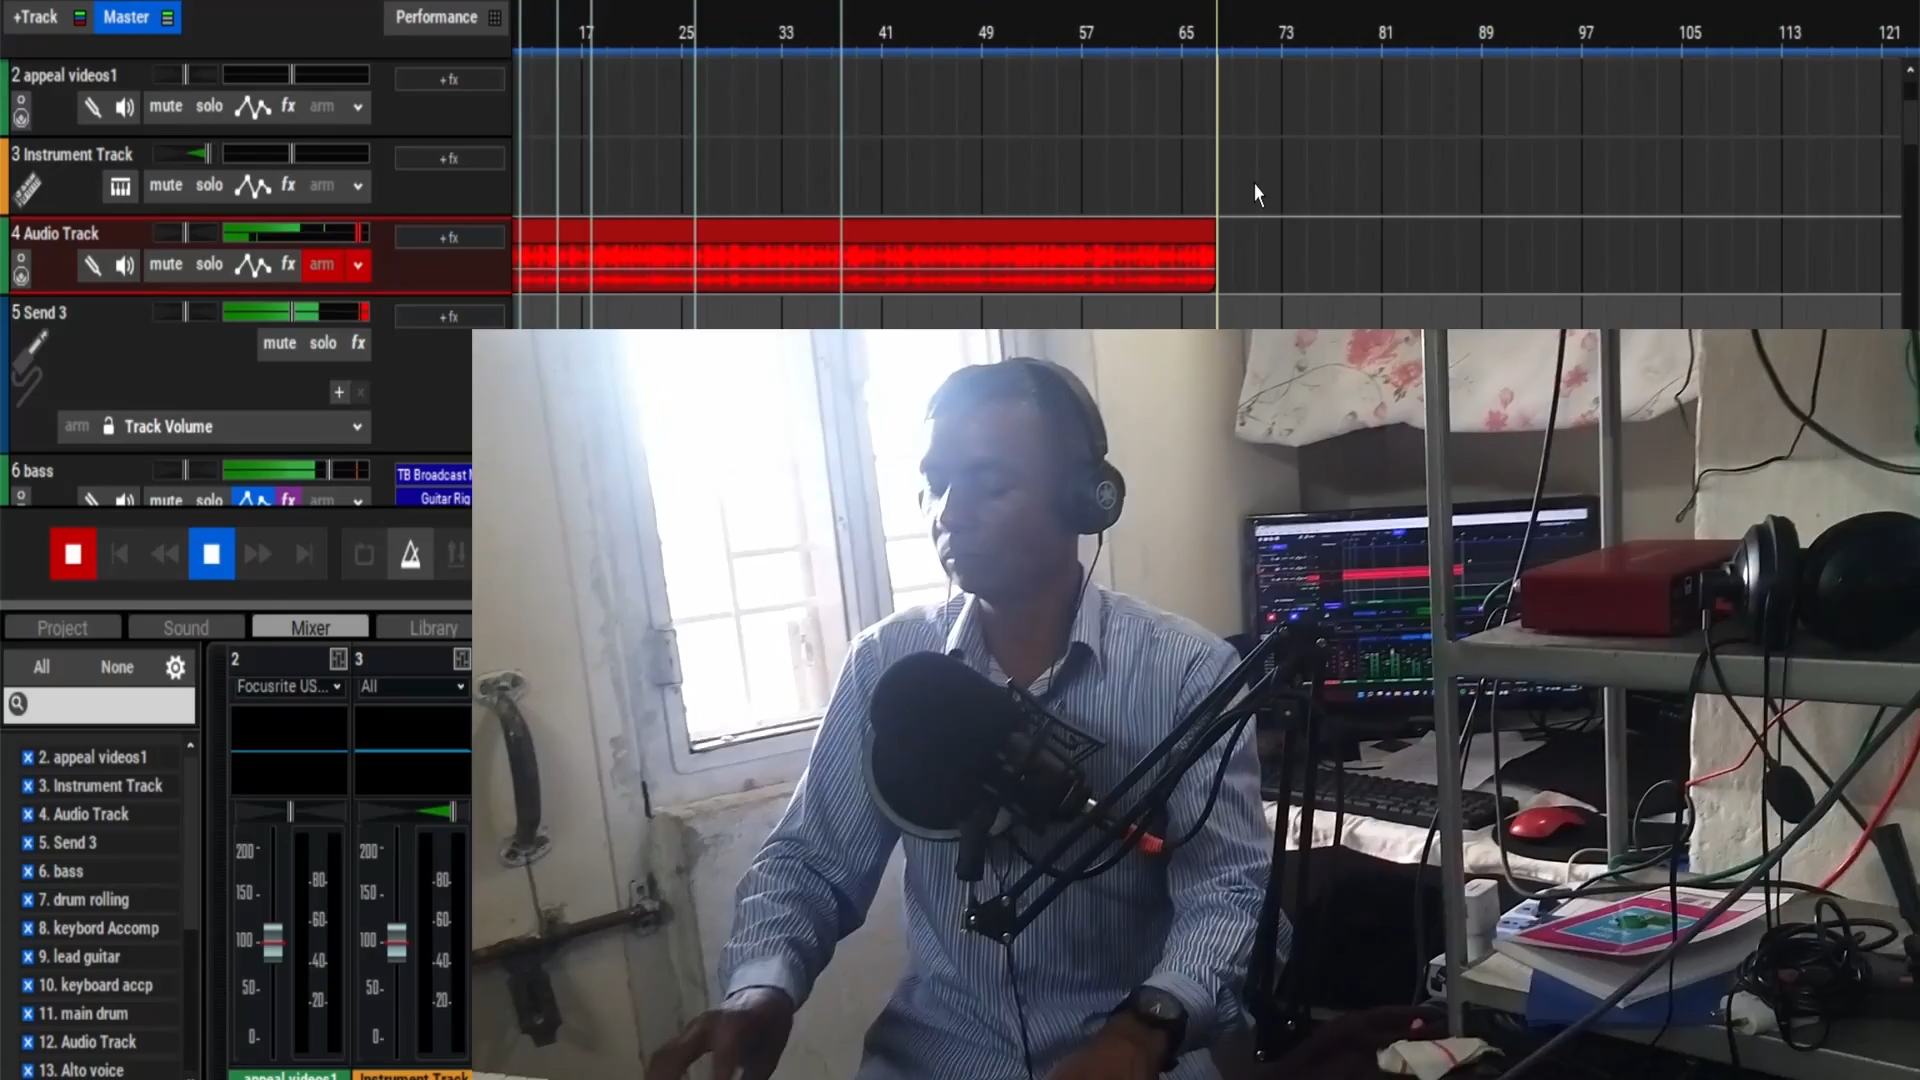 +Track Master Performance
17 25 33 41 49 57 65 73 81 89 97 105 113 121
2 appeal videos1
+ fx
mute solo fx arm
3 Instrument Track
+ fx
mute solo fx arm
4 Audio Track
+ fx
mute solo fx arm
5 Send 3
+ fx
mute solo fx
+ x
arm Track Volume
6 bass
TB Broadcast
mute solo fx arm
Guitar Rig
Project Sound Mixer Library
All None
2 3
Focusrite US... All
2. appeal videos1
3. Instrument Track
4. Audio Track
5. Send 3
6. bass
7. drum rolling
8. keybord Accomp
9. lead guitar
10. keyboard accp
11. main drum
12. Audio Track
13. Alto voice
200 150 100 50 0
-80 -60 -40 -20
200 150 100 50 0
-80 -60 -40 -20
appeal videos1 Instrument Track